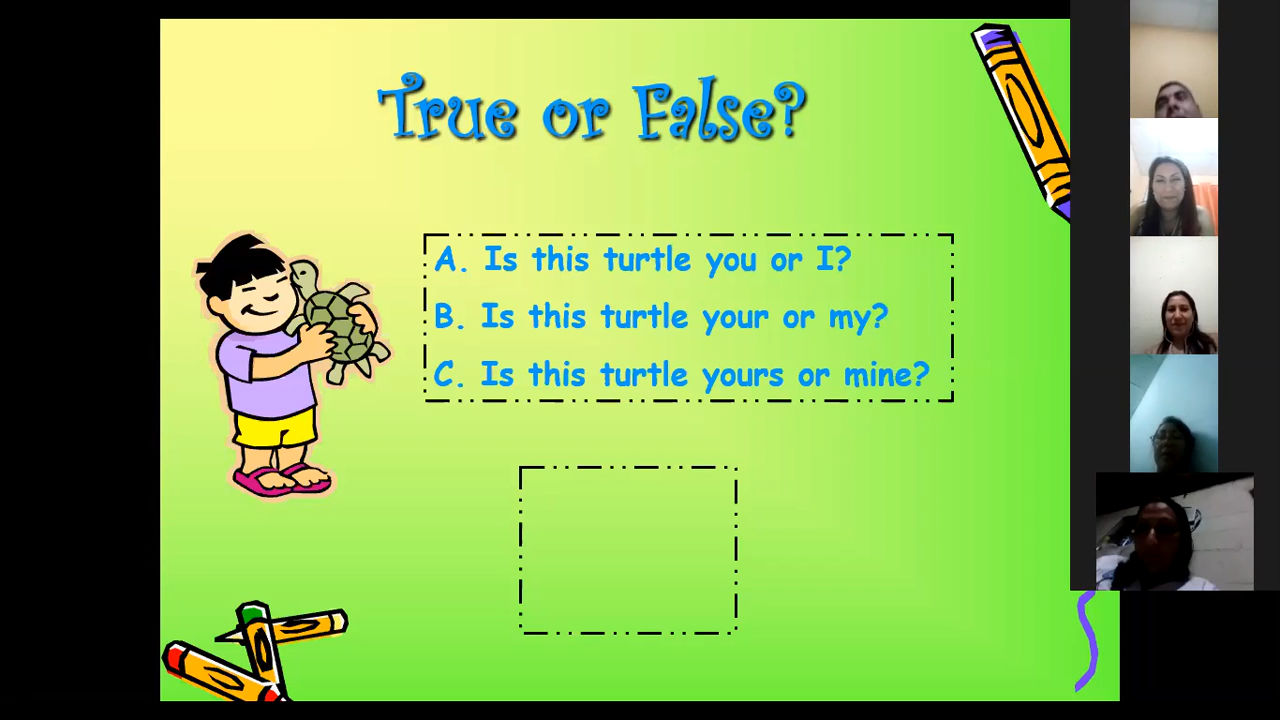 True or False?
A. Is this turtle you or I?
B. Is this turtle your or my?
C. Is this turtle yours or mine?